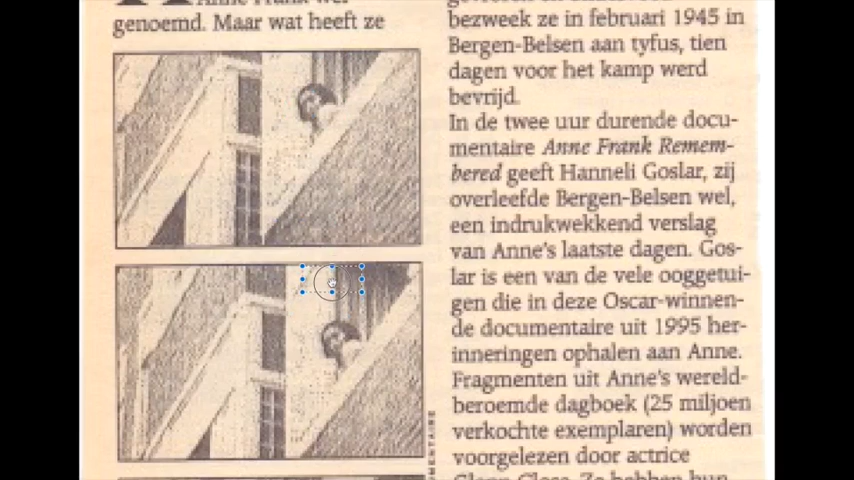 Anne Frank wer
genoemd. Maar wat heeft ze
bezweek ze in februari 1945 in
Bergen-Belsen aan tyfus, tien
dagen voor het kamp werd
bevrijd.
In de twee uur durende docu-
mentaire Anne Frank Remem-
bered geeft Hanneli Goslar, zij
overleefde Bergen-Belsen wel,
een indrukwekkend verslag
van Anne's laatste dagen. Gos-
lar is een van de vele ooggetui-
gen die in deze Oscar-winnen-
de documentaire uit 1995 her-
inneringen ophalen aan Anne.
Fragmenten uit Anne's wereld-
beroemde dagboek (25 miljoen
verkochte exemplaren) worden
voorgelezen door actrice